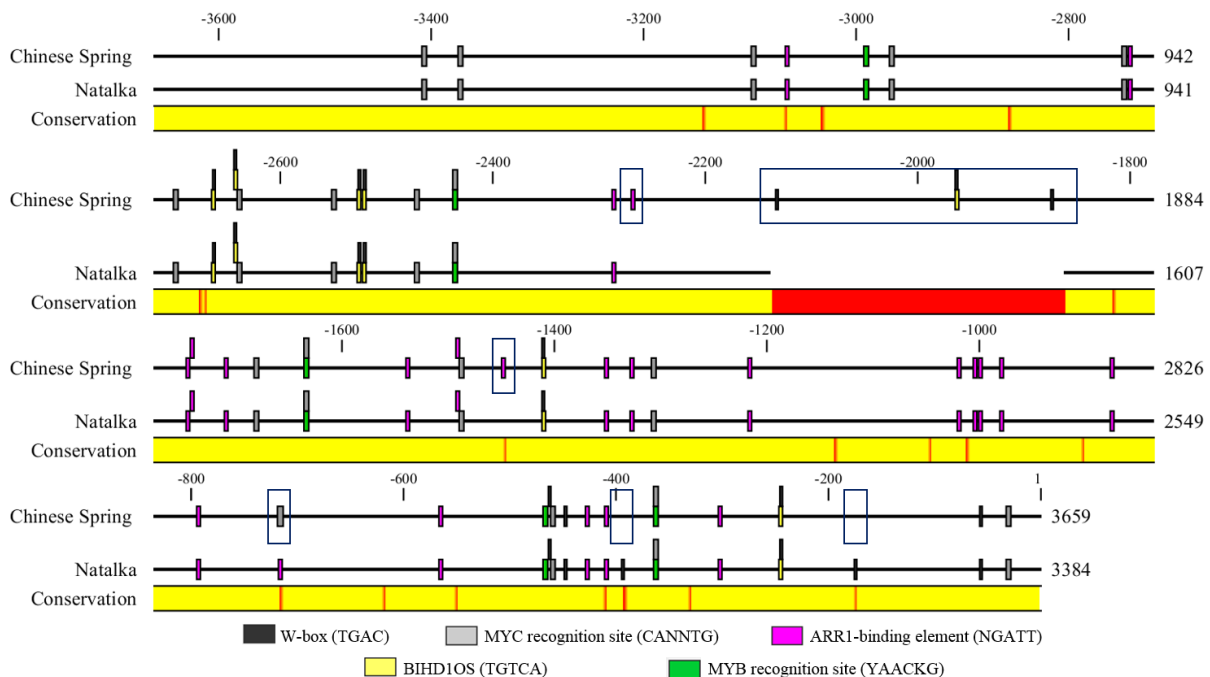 -3600 -3400 -3200 -3000 -2800
Chinese Spring 942
Natalka 941
Conservation
-2600 -2400 -2200 -2000 -1800
Chinese Spring 1884
Natalka 1607
Conservation
-1600 -1400 -1200 -1000
Chinese Spring 2826
Natalka 2549
Conservation
-800 -600 -400 -200 1
Chinese Spring 3659
Natalka 3384
Conservation
W-box (TGAC) MYC recognition site (CANNTG) ARR1-binding element (NGATT)
BIHD1OS (TGTCA) MYB recognition site (YAACKG)